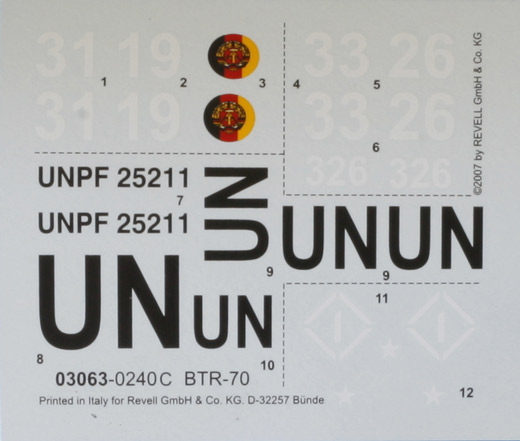 31 19 33 26
1 2 3 4 5
31 19 33 26
6
326 326
©2007 by REVELL GmbH & Co. KG
UNPF 25211
7
UNPF 25211
UN
9
UN UN
9
UN
8
UN
10
11
I I
12
03063-0240C BTR-70
Printed in Italy for Revell GmbH & Co. KG. D-32257 Bünde